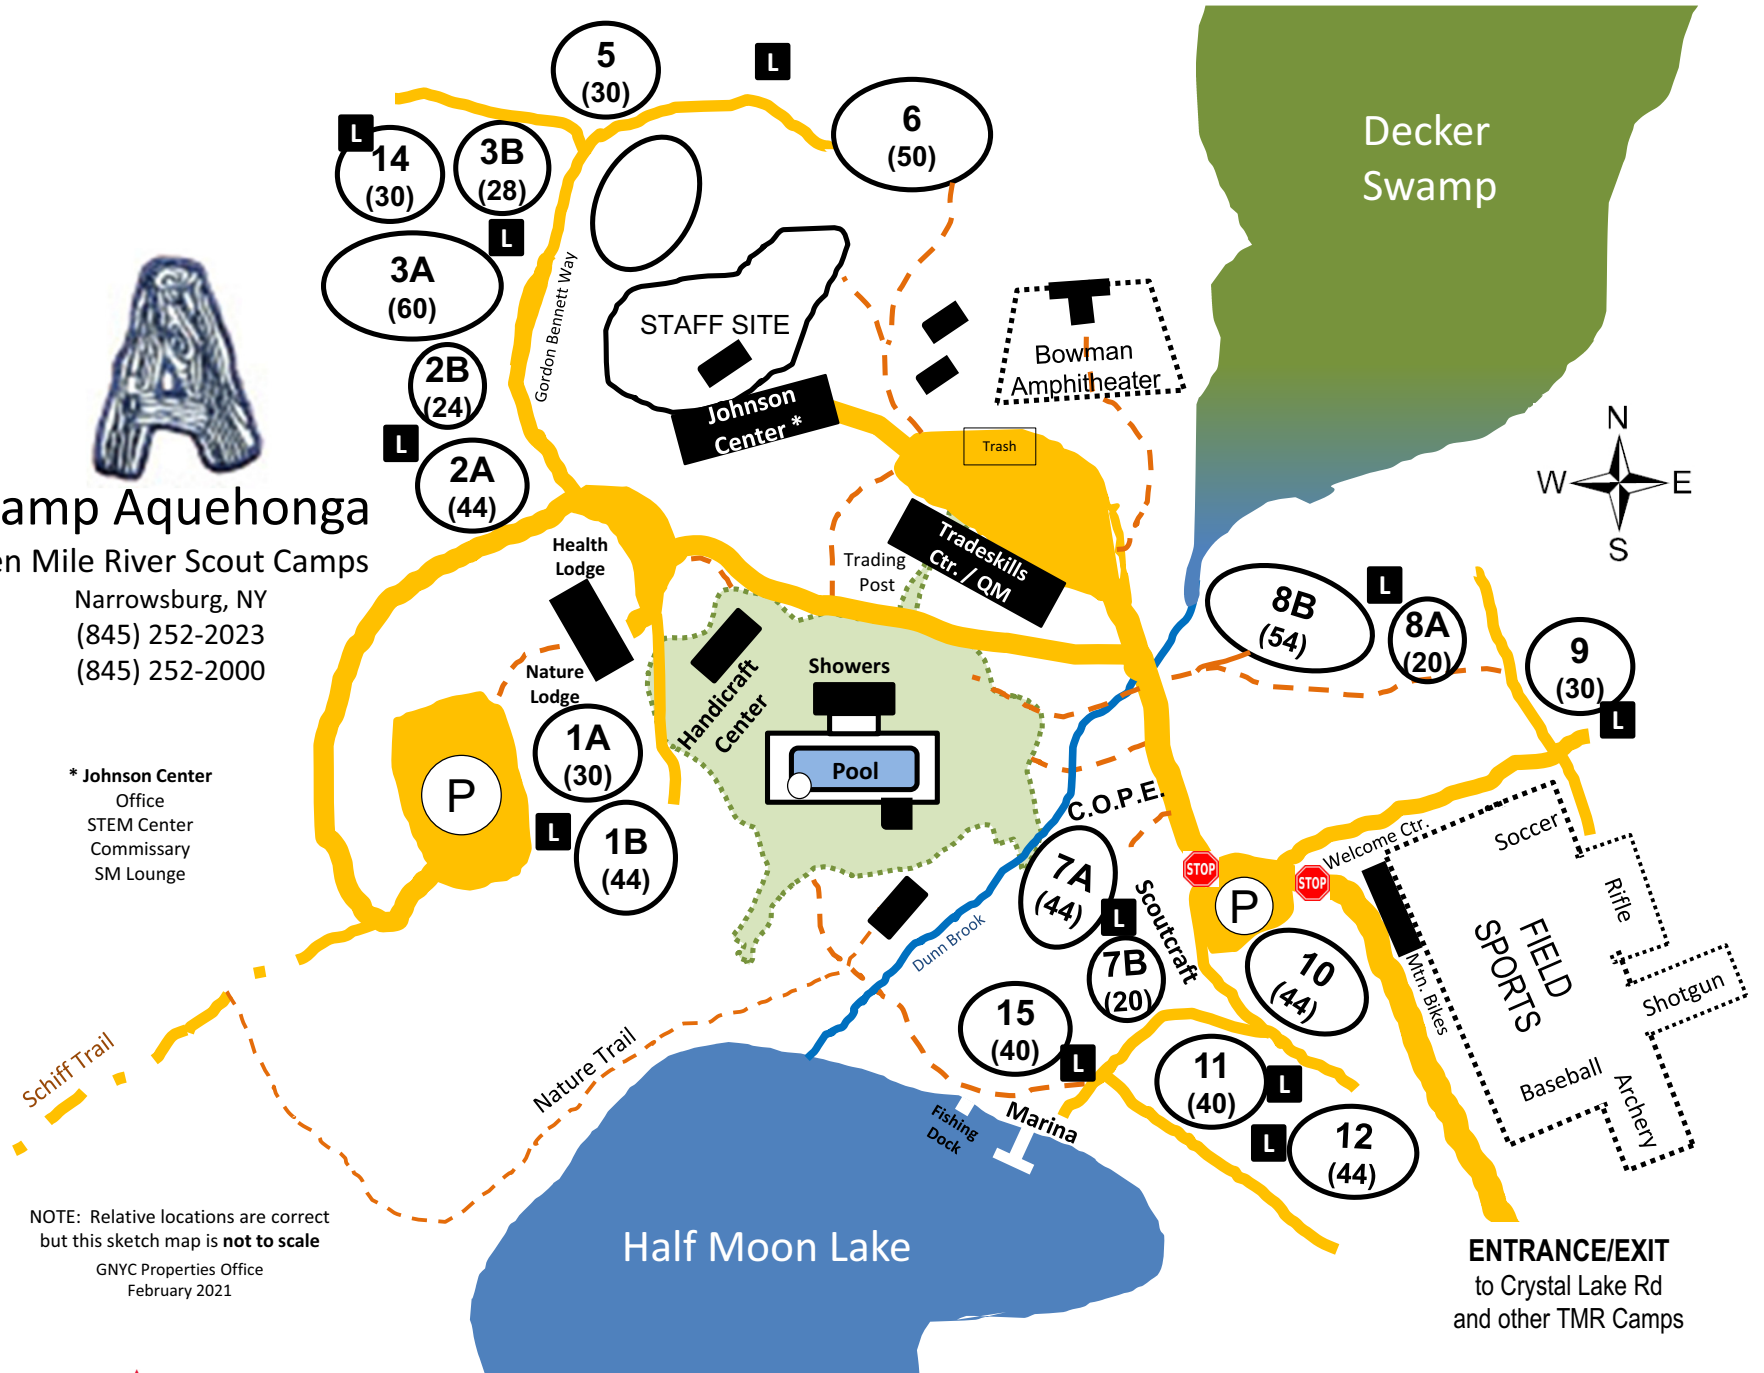 5
(30)
L
6
(50)
Decker
Swamp
L
14
(30)
3B
(28)
L
3A
(60)
Gordon Bennett Way
STAFF SITE
Bowman
Amphitheater
2B
(24)
L
2A
(44)
Johnson
Center *
Trash
N
W
E
S
A
amp Aquehonga
en Mile River Scout Camps
Narrowsburg, NY
(845) 252-2023
(845) 252-2000
Health
Lodge
Trading
Post
Tradeskills
Ctr. / QM
8B
(54)
L
8A
(20)
9
(30)
L
Nature
Lodge
Handicraft
Center
Showers
Pool
1A
(30)
P
L
1B
(44)
* Johnson Center
Office
STEM Center
Commissary
SM Lounge
C.O.P.E.
7A
(44)
L
Scoutcraft
7B
(20)
STOP
P
STOP
Welcome Ctr.
Soccer
Rifle
FIELD
SPORTS
Shotgun
Mtn. Bikes
Baseball
Archery
10
(44)
Dunn Brook
15
(40)
L
11
(40)
L
L
12
(44)
Schiff Trail
Nature Trail
Fishing
Dock
Marina
Half Moon Lake
NOTE: Relative locations are correct
but this sketch map is not to scale
GNYC Properties Office
February 2021
ENTRANCE/EXIT
to Crystal Lake Rd
and other TMR Camps